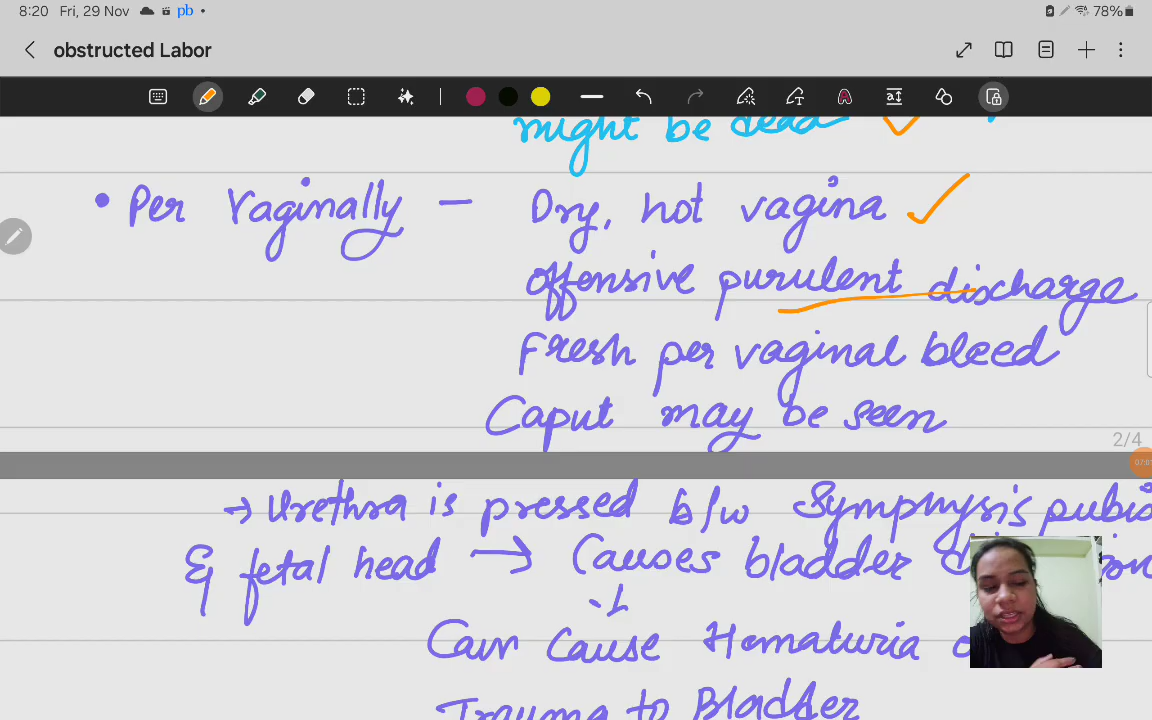 8:20 Fri, 29 Nov pb
78%
obstructed Labor
might be dead
• Per Vaginally — Dry, hot vagina
offensive purulent discharge
Fresh per vaginal bleed
Caput may be seen
2/4
→ Urethra is pressed b/w Symphysis pubis
& fetal head → Causes bladder
Can Cause Hematuria
Trauma to Bladder